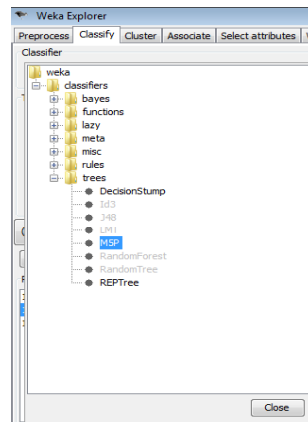 Weka Explorer
Preprocess Classify Cluster Associate Select attributes
Classifier
weka
classifiers
bayes
functions
lazy
meta
misc
rules
trees
DecisionStump
Id3
J48
LMT
M5P
RandomForest
RandomTree
REPTree
Close